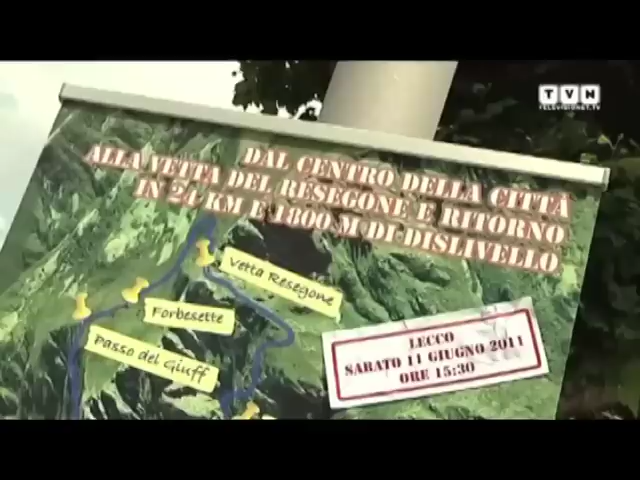 TVN
TELEVISIONET.TV
DAL CENTRO DELLA CITTÀ
ALLA VETTA DEL RESEGONE E RITORNO
IN 24 KM E 1800 M DI DISLIVELLO
Vetta Resegone
Forbesette
Passo del Giuff
LECCO
SABATO 11 GIUGNO 2011
ORE 15:30